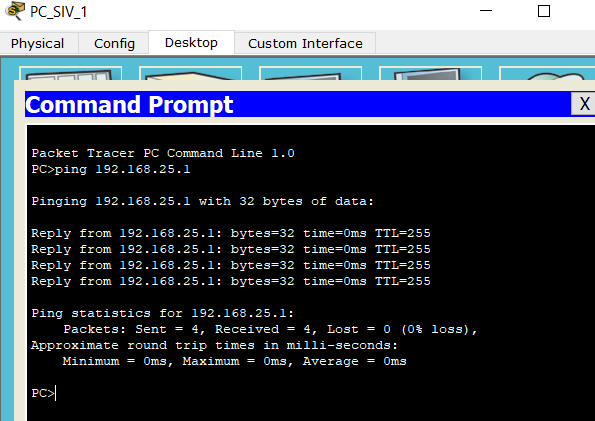 PC_SIV_1
Physical Config Desktop Custom Interface
Command Prompt X
Packet Tracer PC Command Line 1.0
PC>ping 192.168.25.1
Pinging 192.168.25.1 with 32 bytes of data:
Reply from 192.168.25.1: bytes=32 time=0ms TTL=255
Reply from 192.168.25.1: bytes=32 time=0ms TTL=255
Reply from 192.168.25.1: bytes=32 time=0ms TTL=255
Reply from 192.168.25.1: bytes=32 time=0ms TTL=255
Ping statistics for 192.168.25.1:
Packets: Sent = 4, Received = 4, Lost = 0 (0% loss),
Approximate round trip times in milli-seconds:
Minimum = 0ms, Maximum = 0ms, Average = 0ms
PC>